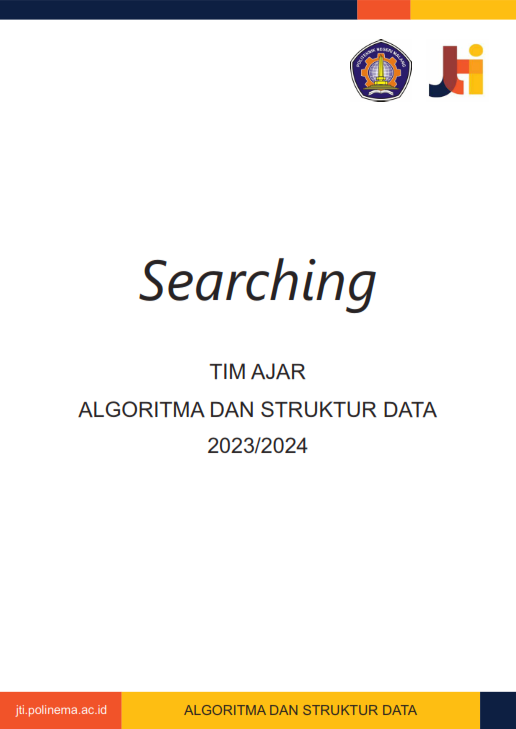 POLITEKNIK NEGERI MALANG
jti
Searching
TIM AJAR
ALGORITMA DAN STRUKTUR DATA
2023/2024
jti.polinema.ac.id
ALGORITMA DAN STRUKTUR DATA